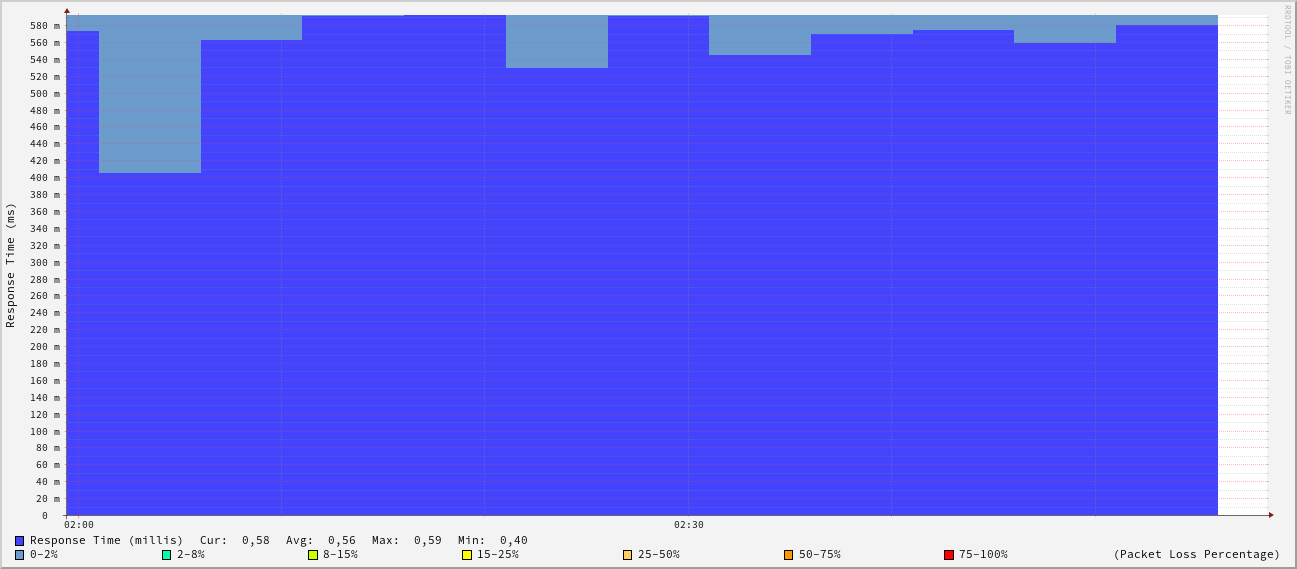 RRDTOOL / TOBI OETIKER
Response Time (ms)
580 m
560 m
540 m
520 m
500 m
480 m
460 m
440 m
420 m
400 m
380 m
360 m
340 m
320 m
300 m
280 m
260 m
240 m
220 m
200 m
180 m
160 m
140 m
120 m
100 m
80 m
60 m
40 m
20 m
0
02:00 02:30
Response Time (millis) Cur: 0,58 Avg: 0,56 Max: 0,59 Min: 0,40
0-2% 2-8% 8-15% 15-25% 25-50% 50-75% 75-100% (Packet Loss Percentage)